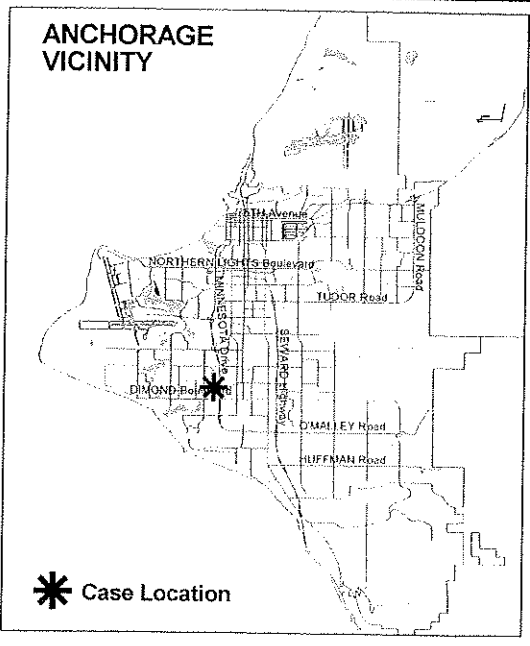 ANCHORAGE
VICINITY
5TH Avenue
MULDOON Road
NORTHERN LIGHTS Boulevard
TUDOR Road
MINNESOTA Drive
SEWARD Highway
DIMOND Boulevard
O'MALLEY Road
HUFFMAN Road
Case Location